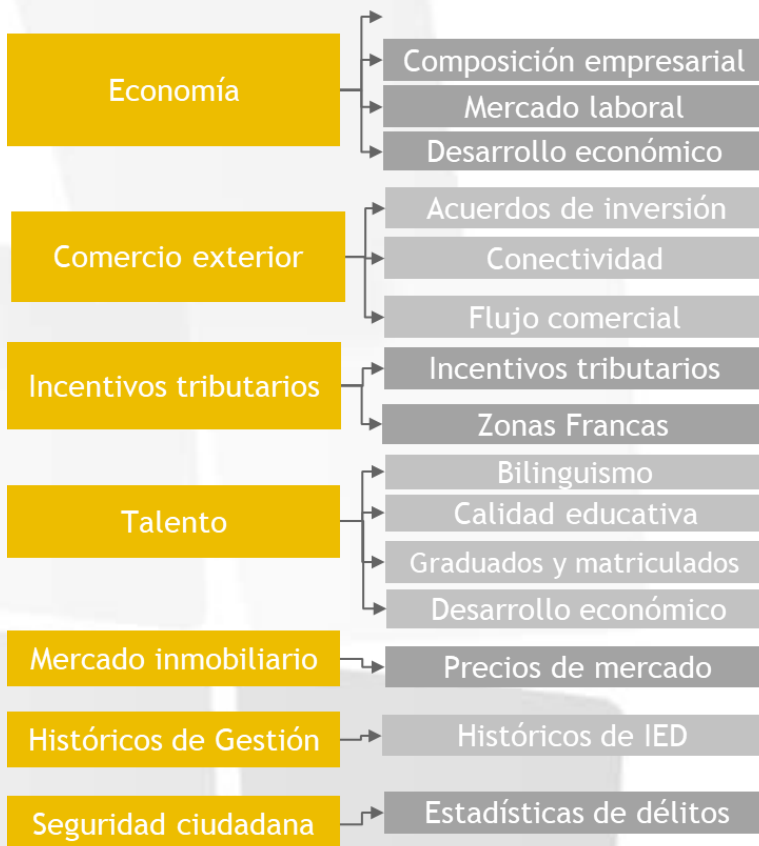 Economía
Composición empresarial
Mercado laboral
Desarrollo económico
Comercio exterior
Acuerdos de inversión
Conectividad
Flujo comercial
Incentivos tributarios
Incentivos tributarios
Zonas Francas
Talento
Bilinguismo
Calidad educativa
Graduados y matriculados
Desarrollo económico
Mercado inmobiliario
Precios de mercado
Históricos de Gestión
Históricos de IED
Seguridad ciudadana
Estadísticas de délitos